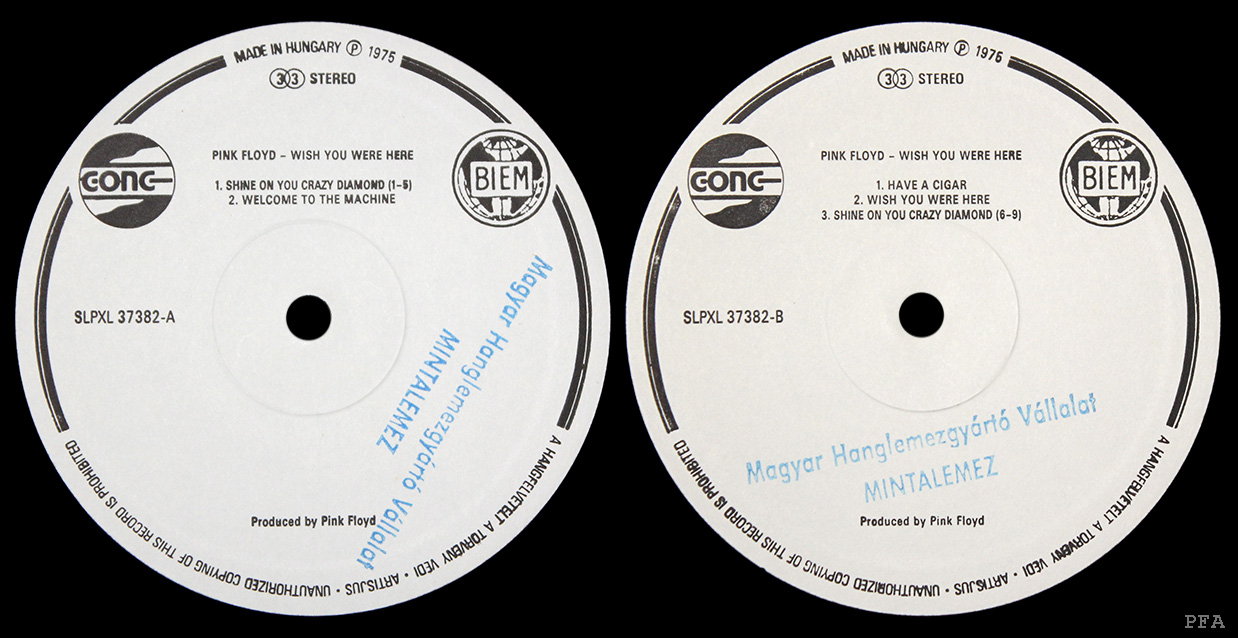 MADE IN HUNGARY Ⓟ 1975
33 STEREO
GONG
BIEM
PINK FLOYD – WISH YOU WERE HERE
1. SHINE ON YOU CRAZY DIAMOND (1–5)
2. WELCOME TO THE MACHINE
SLPXL 37382-A
Magyar Hanglemezgyártó Vállalat
MINTALEMEZ
Produced by Pink Floyd
A HANGFELVÉTELT A TÖRVÉNY VÉDI · ARTISJUS · UNAUTHORIZED COPYING OF THIS RECORD IS PROHIBITED
MADE IN HUNGARY Ⓟ 1975
33 STEREO
GONG
BIEM
PINK FLOYD – WISH YOU WERE HERE
1. HAVE A CIGAR
2. WISH YOU WERE HERE
3. SHINE ON YOU CRAZY DIAMOND (6–9)
SLPXL 37382-B
Magyar Hanglemezgyártó Vállalat
MINTALEMEZ
Produced by Pink Floyd
A HANGFELVÉTELT A TÖRVÉNY VÉDI · ARTISJUS · UNAUTHORIZED COPYING OF THIS RECORD IS PROHIBITED
PFA